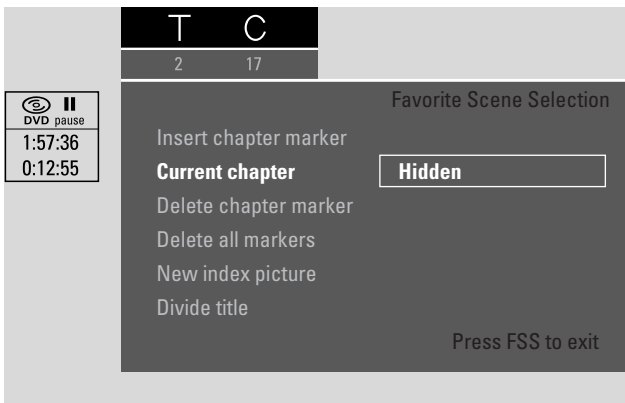 T C
2 17
Favorite Scene Selection
DVD pause
1:57:36
0:12:55
Insert chapter marker
Current chapter Hidden
Delete chapter marker
Delete all markers
New index picture
Divide title
Press FSS to exit